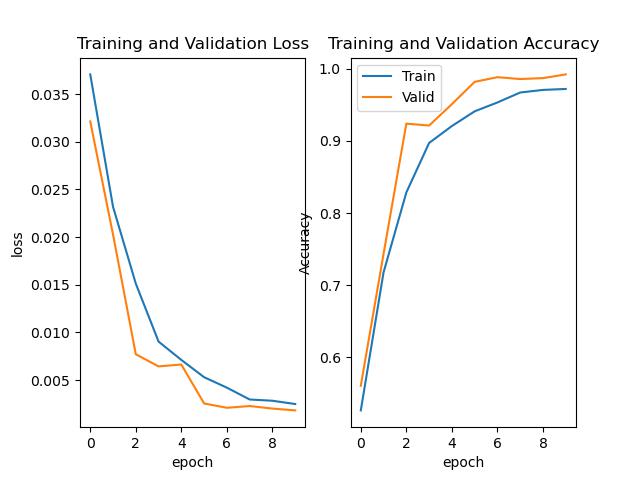 Training and Validation Loss
Training and Validation Accuracy
0.035
0.030
0.025
0.020
0.015
0.010
0.005
loss
0 2 4 6 8
epoch
Train
Valid
1.0
0.9
0.8
0.7
0.6
Accuracy
0 2 4 6 8
epoch